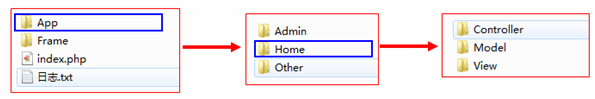 App
Frame
index.php
日志.txt
Admin
Home
Other
Controller
Model
View